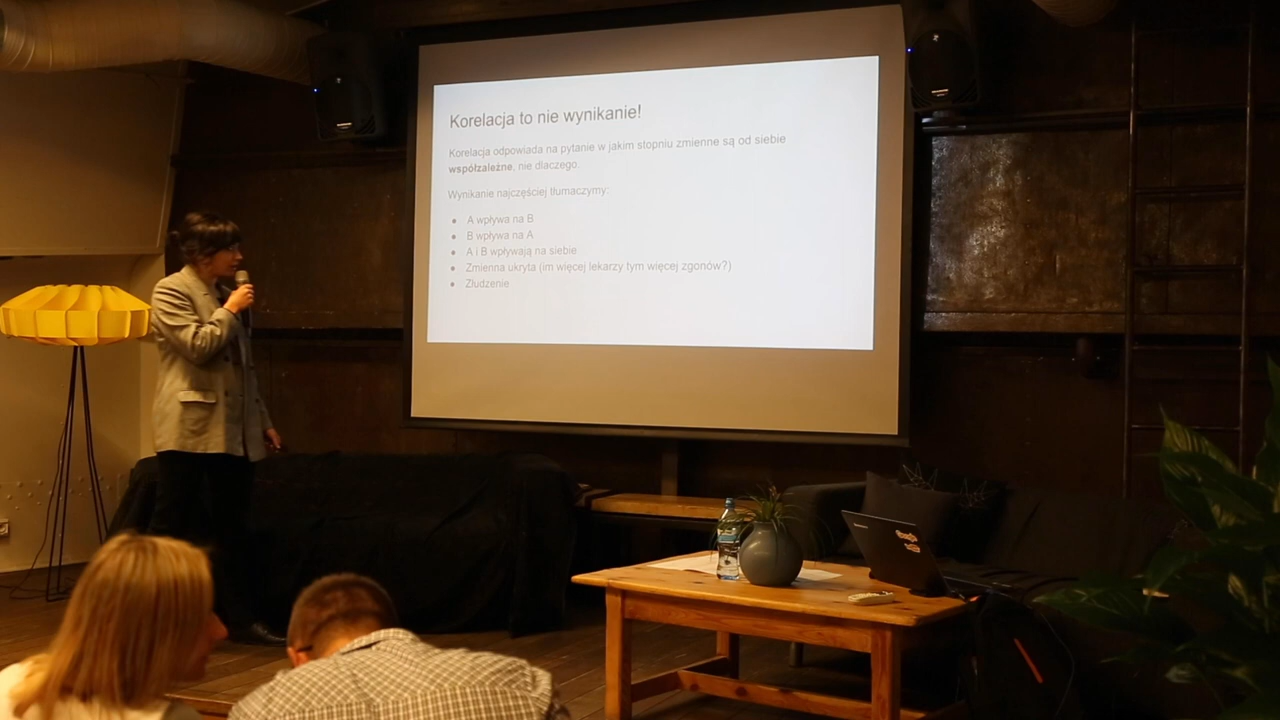 Korelacja to nie wynikanie!
Korelacja odpowiada na pytanie w jakim stopniu zmienne są od siebie
współzależne, nie dlaczego.
Wynikanie najczęściej tłumaczymy:
● A wpływa na B
● B wpływa na A
● A i B wpływają na siebie
● Zmienna ukryta (im więcej lekarzy tym więcej zgonów?)
● Złudzenie
Google